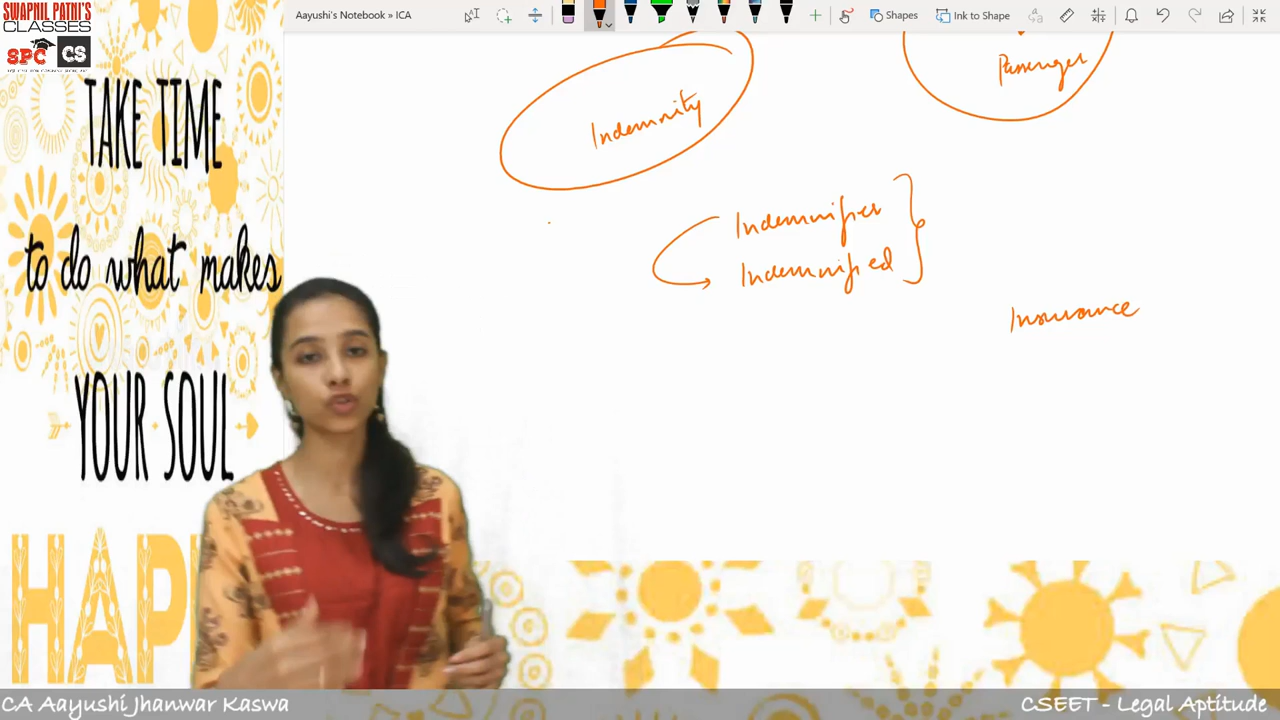 SWAPNIL PATNI'S
CLASSES
SPC CS
Aayushi's Notebook » ICA
Shapes
Ink to Shape
TAKE TIME
to do what makes
YOUR SOUL
HAPP
Passenger
Indemnity
Indemnifier
Indemnified
Insurance
CA Aayushi Jhanwar Kaswa
CSEET - Legal Aptitude